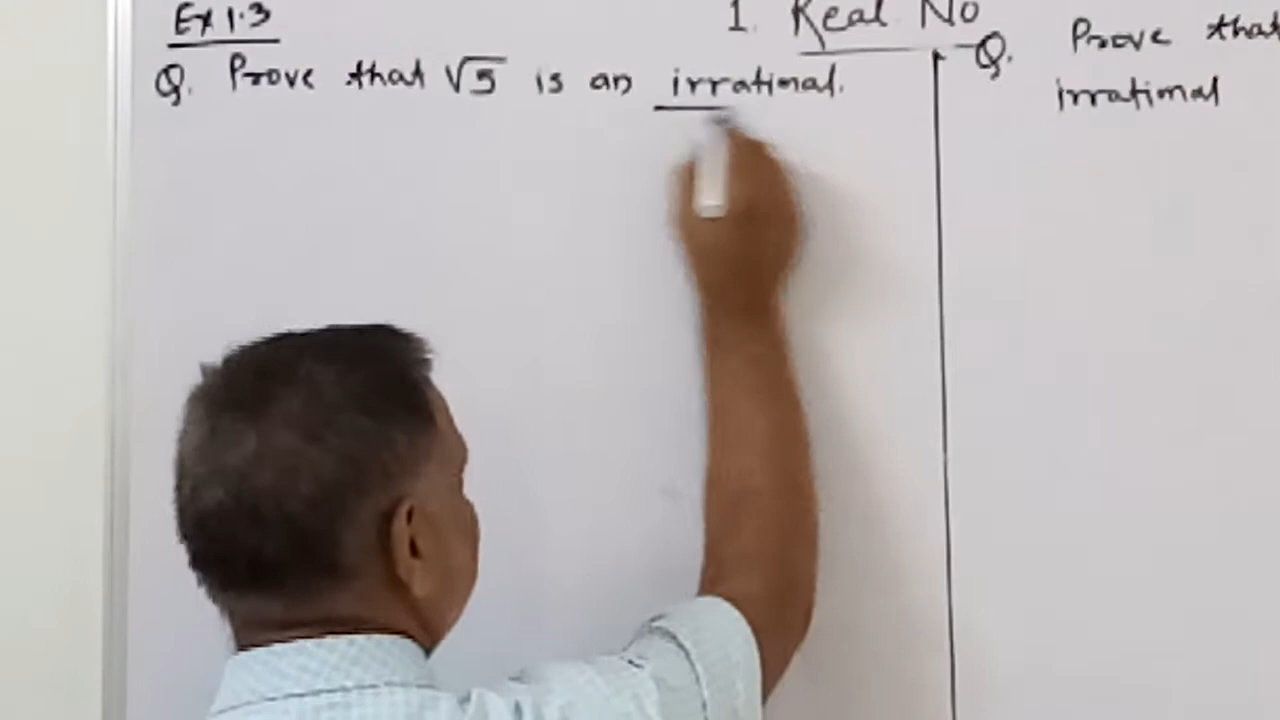 Ex 1.3
1. Real No
Q. Prove that √5 is an irrational.
Q. Prove that
irrational